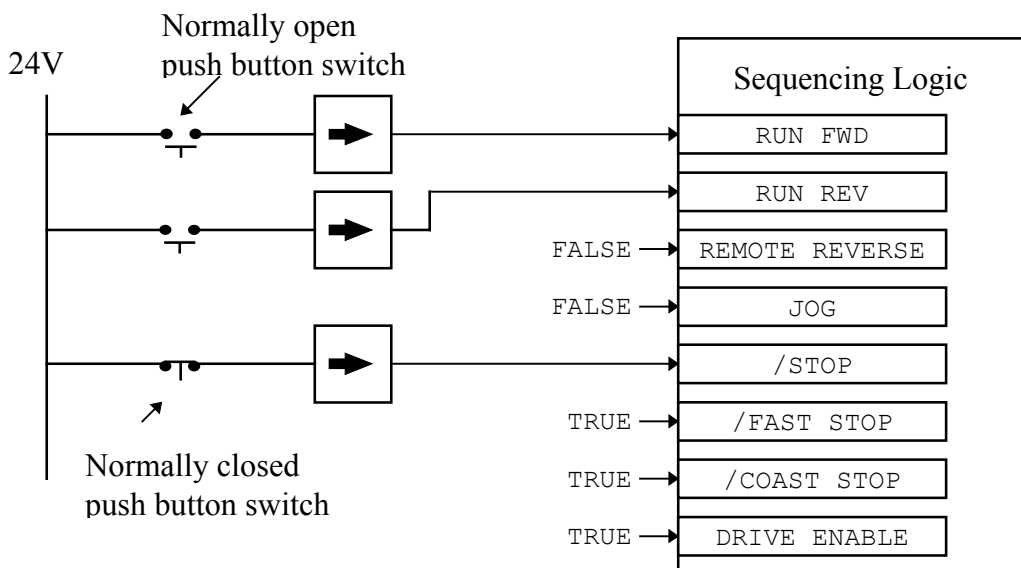 Normally open
push button switch
24V
Sequencing Logic
RUN FWD
RUN REV
FALSE
REMOTE REVERSE
FALSE
JOG
/STOP
TRUE
/FAST STOP
Normally closed
push button switch
TRUE
/COAST STOP
TRUE
DRIVE ENABLE